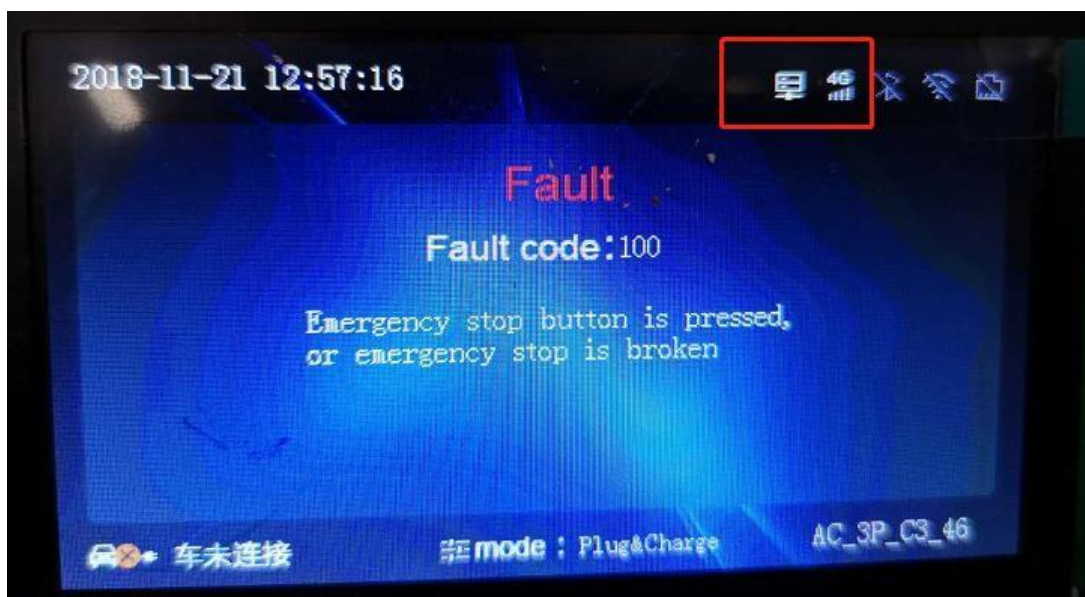 2018-11-21 12:57:16
4G
Fault
Fault code:100
Emergency stop button is pressed,
or emergency stop is broken
车未连接
mode : Plug&Charge
AC_3P_C3_46